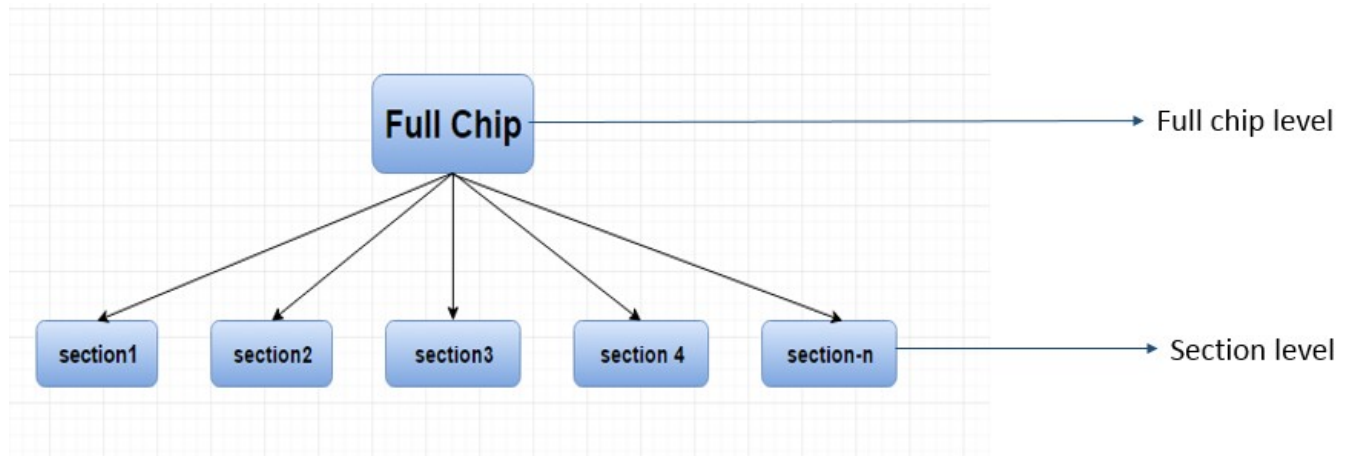 Full Chip
Full chip level
section1
section2
section3
section 4
section-n
Section level